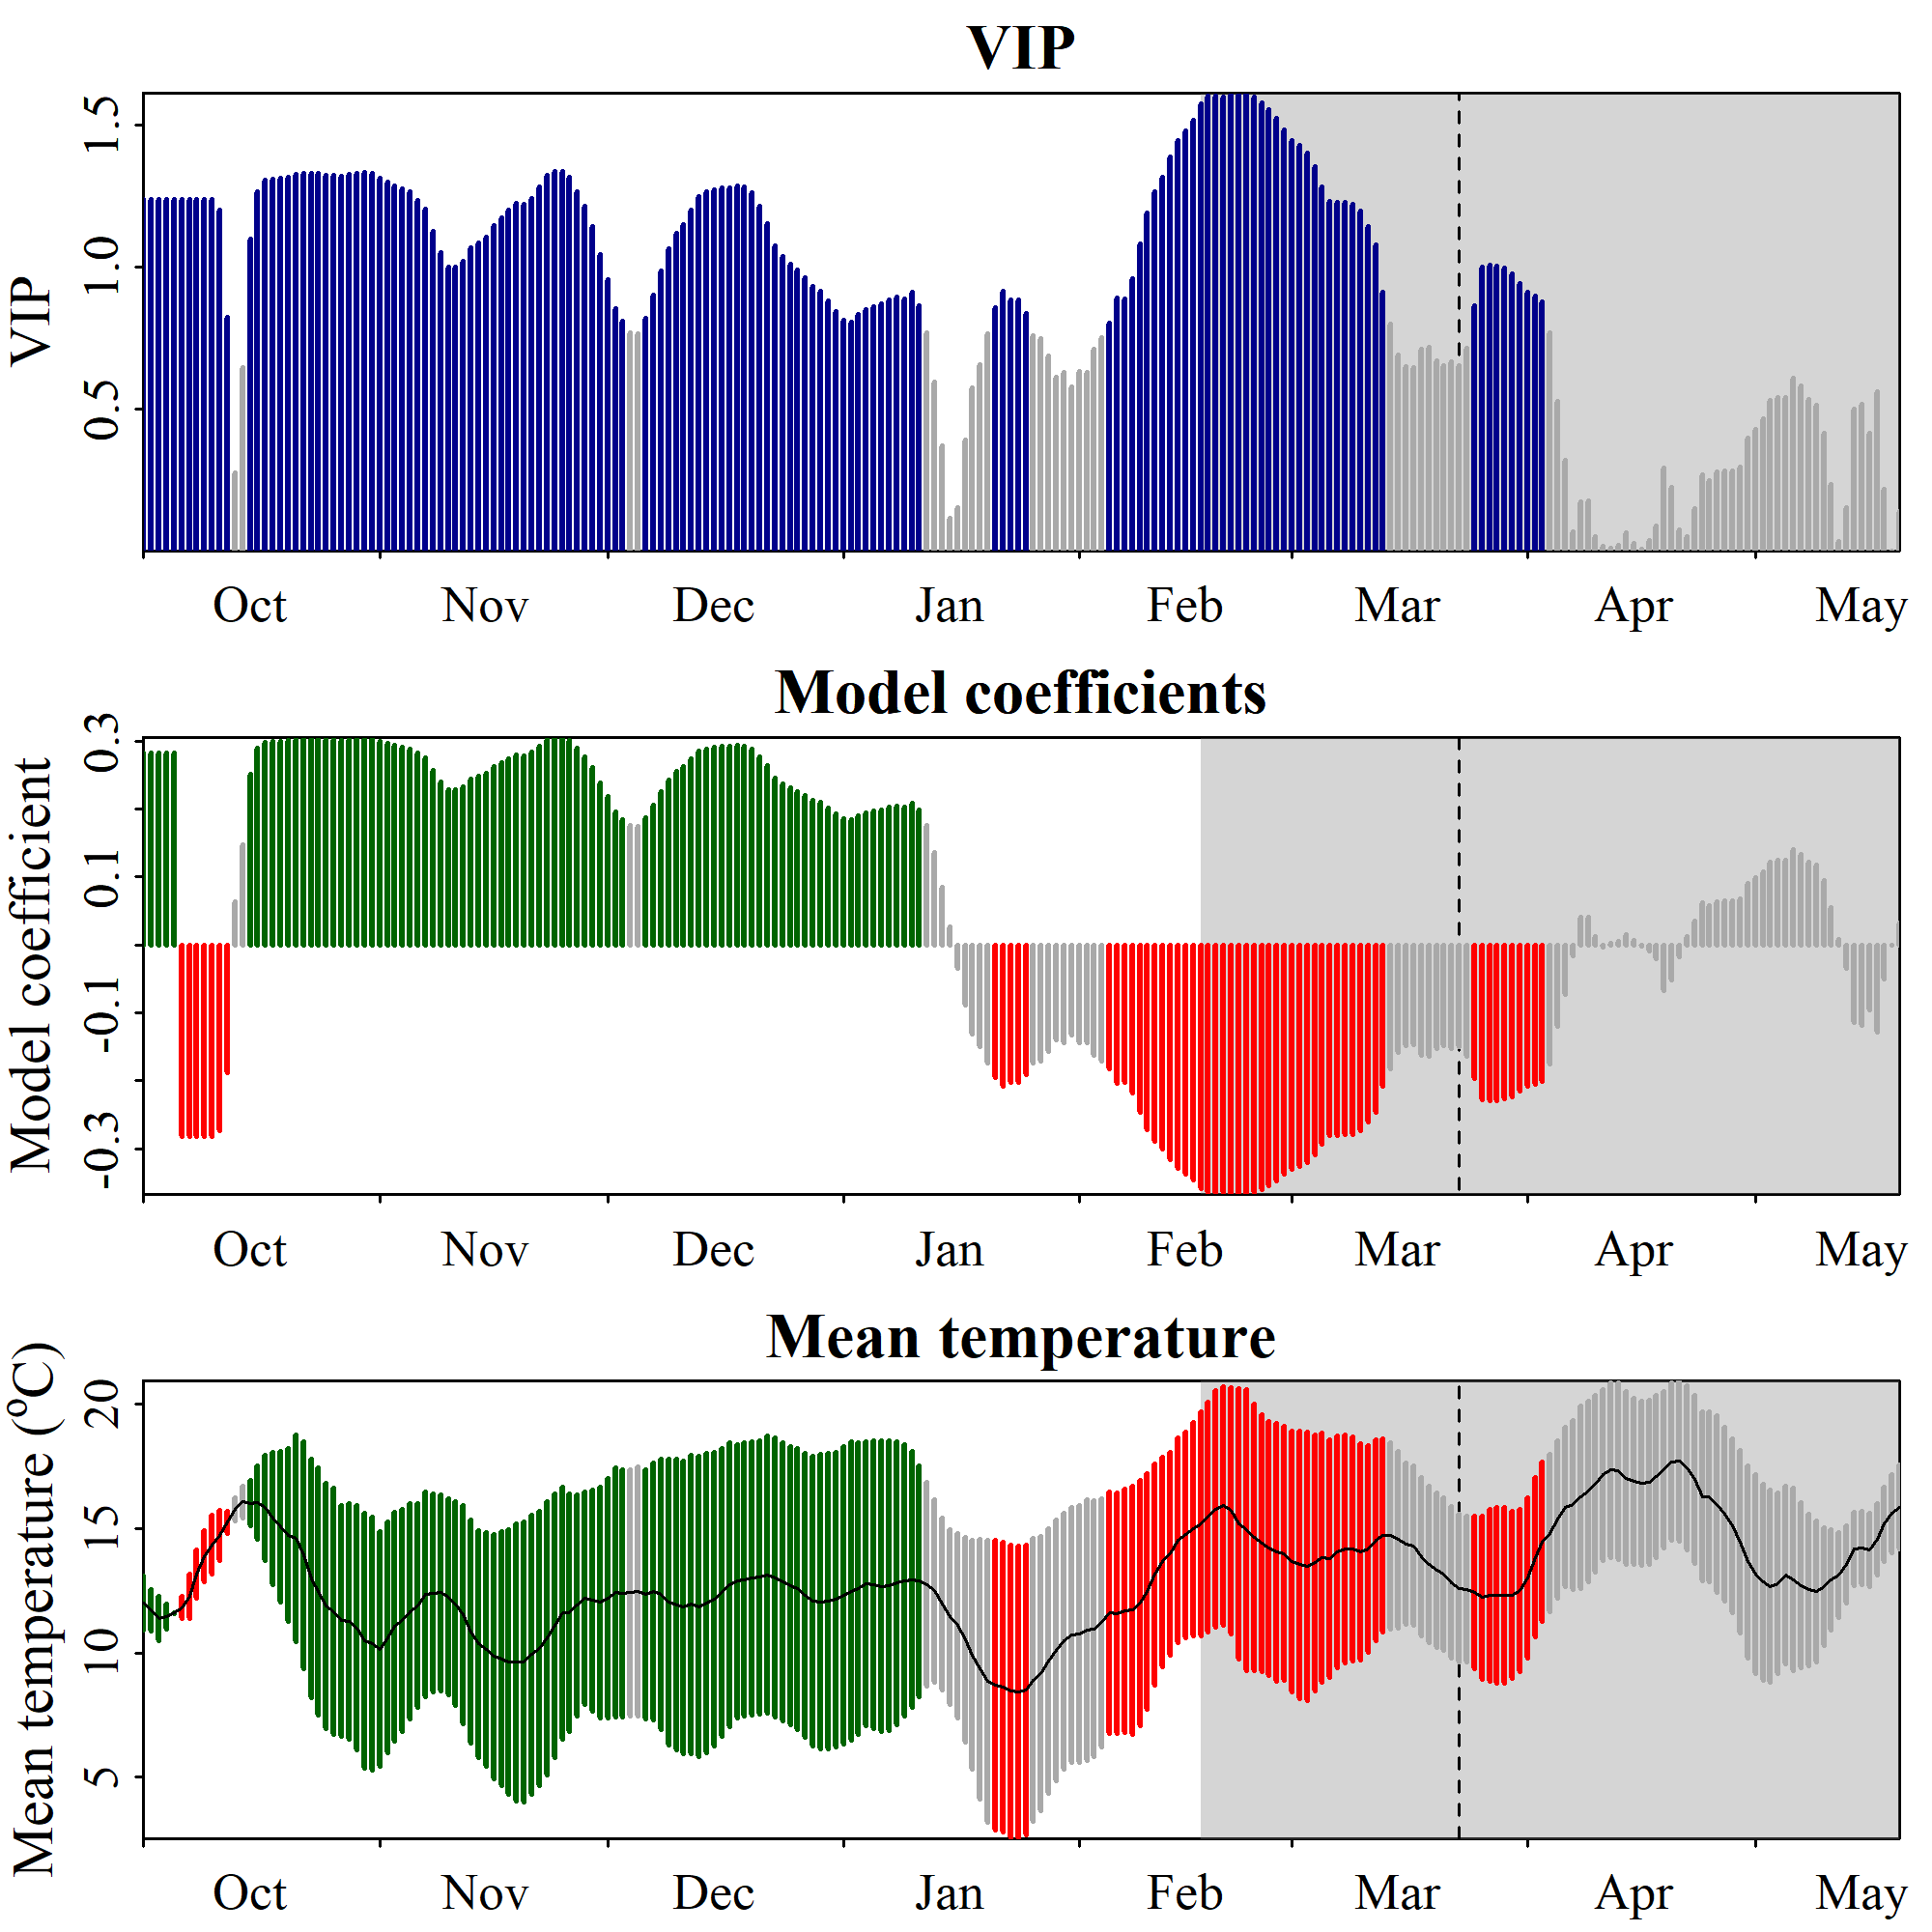 VIP
VIP
1.5
1.0
0.5
Oct Nov Dec Jan Feb Mar Apr May
Model coefficients
Model coefficient
0.3
0.1
-0.1
-0.3
Oct Nov Dec Jan Feb Mar Apr May
Mean temperature
Mean temperature (ºC)
20
15
10
5
Oct Nov Dec Jan Feb Mar Apr May